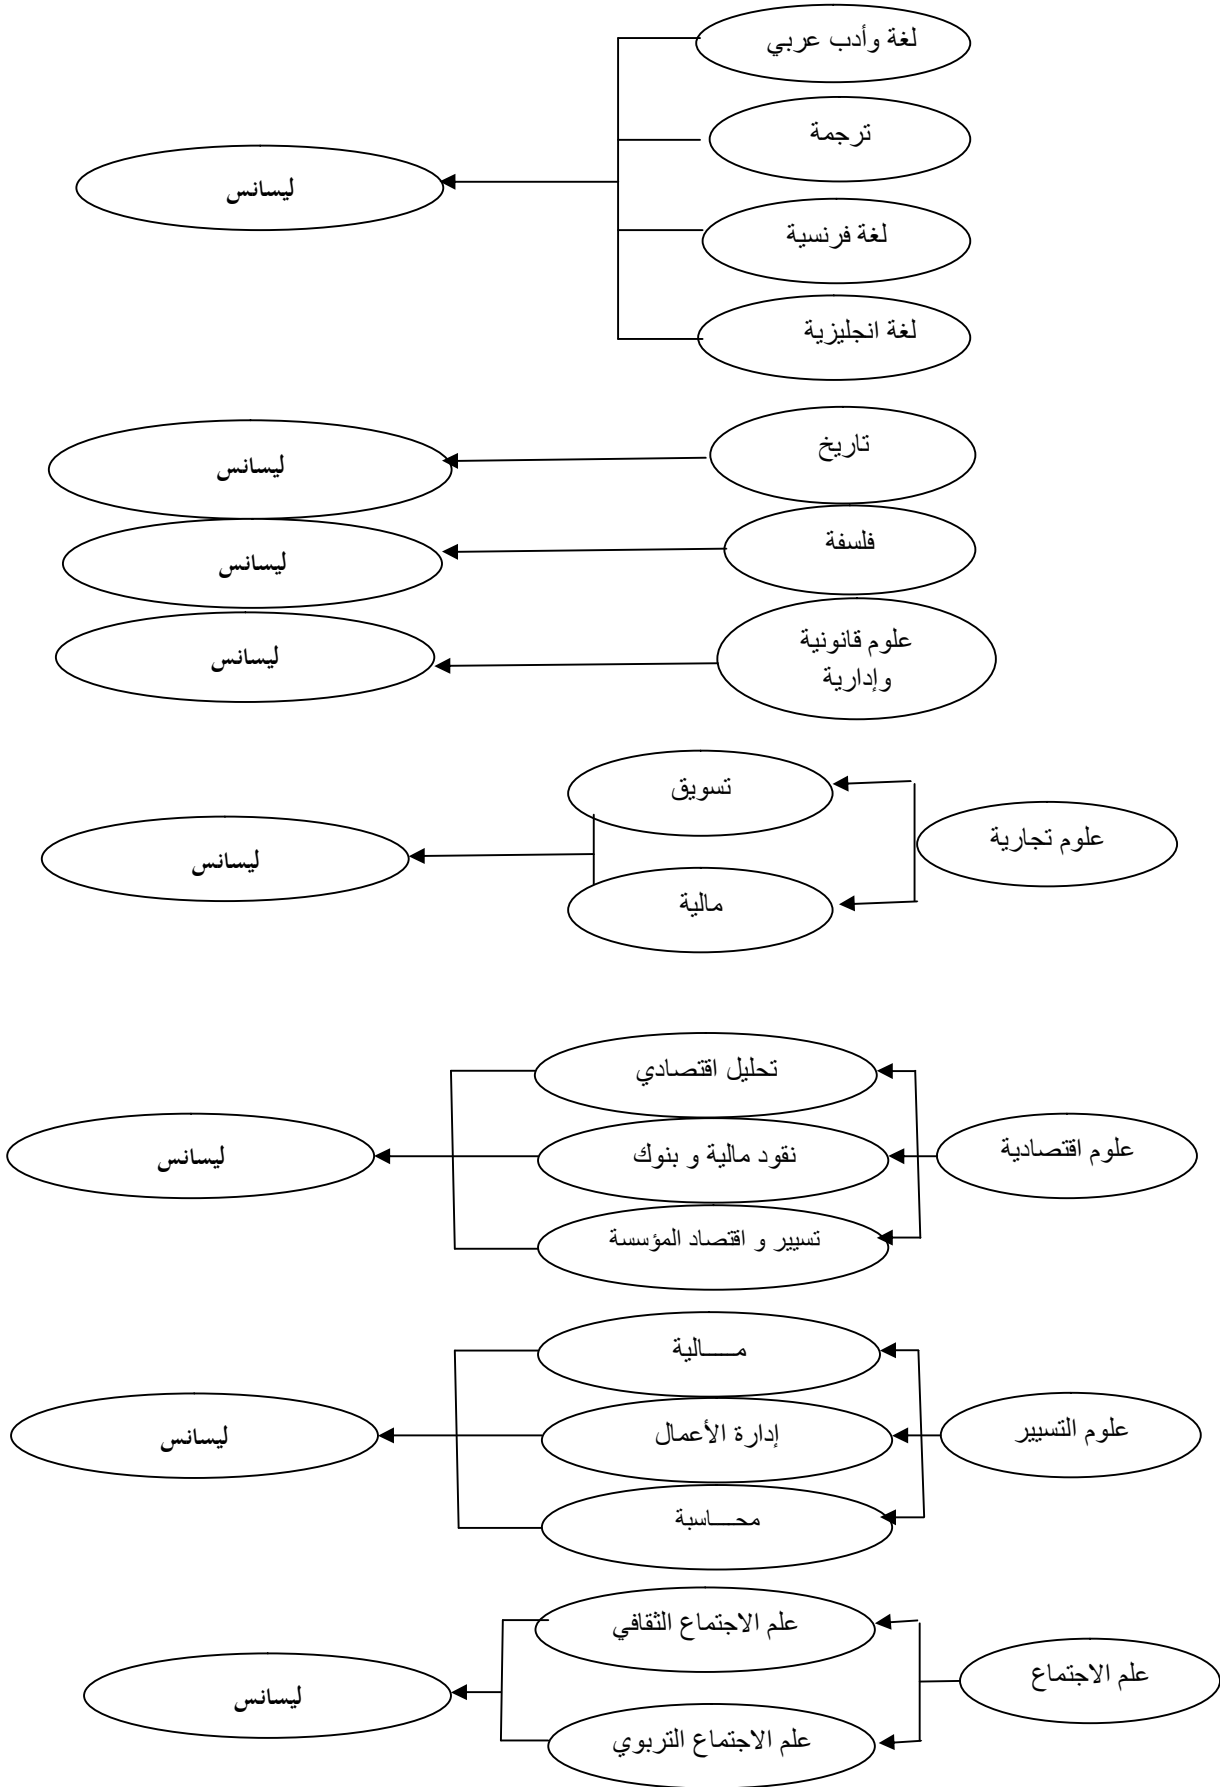 لغة وأدب عربي
ترجمة
ليسانس
لغة فرنسية
لغة انجليزية
تاريخ
ليسانس
فلسفة
ليسانس
علوم قانونية
وإدارية
ليسانس
تسويق
علوم تجارية
ليسانس
مالية
تحليل اقتصادي
علوم اقتصادية
نقود مالية و بنوك
ليسانس
تسيير و اقتصاد المؤسسة
مـــالية
علوم التسيير
إدارة الأعمال
ليسانس
محـــاسبة
علم الاجتماع الثقافي
علم الاجتماع
ليسانس
علم الاجتماع التربوي